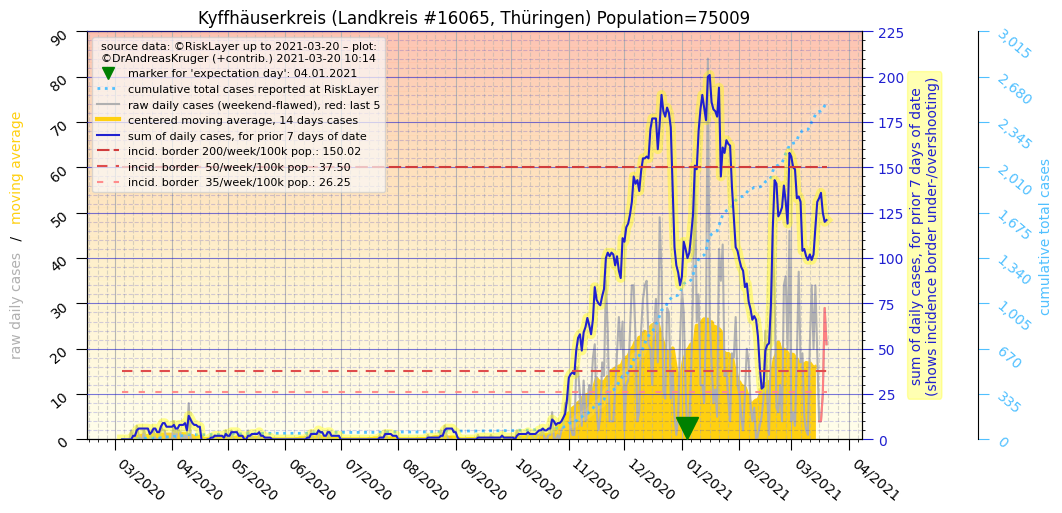 Kyffhäuserkreis (Landkreis #16065, Thüringen) Population=75009
source data: ©RiskLayer up to 2021-03-20 – plot:
©DrAndreasKruger (+contrib.) 2021-03-20 10:14
marker for 'expectation day': 04.01.2021
cumulative total cases reported at RiskLayer
raw daily cases (weekend-flawed), red: last 5
centered moving average, 14 days cases
sum of daily cases, for prior 7 days of date
incid. border 200/week/100k pop.: 150.02
incid. border  50/week/100k pop.: 37.50
incid. border  35/week/100k pop.: 26.25
raw daily cases   /   moving average
90
80
70
60
50
40
30
20
10
0
03/2020
04/2020
05/2020
06/2020
07/2020
08/2020
09/2020
10/2020
11/2020
12/2020
01/2021
02/2021
03/2021
04/2021
225
200
175
150
125
100
75
50
25
0
sum of daily cases, for prior 7 days of date
(shows incidence border under-/overshooting)
3,015
2,680
2,345
2,010
1,675
1,340
1,005
670
335
0
cumulative total cases